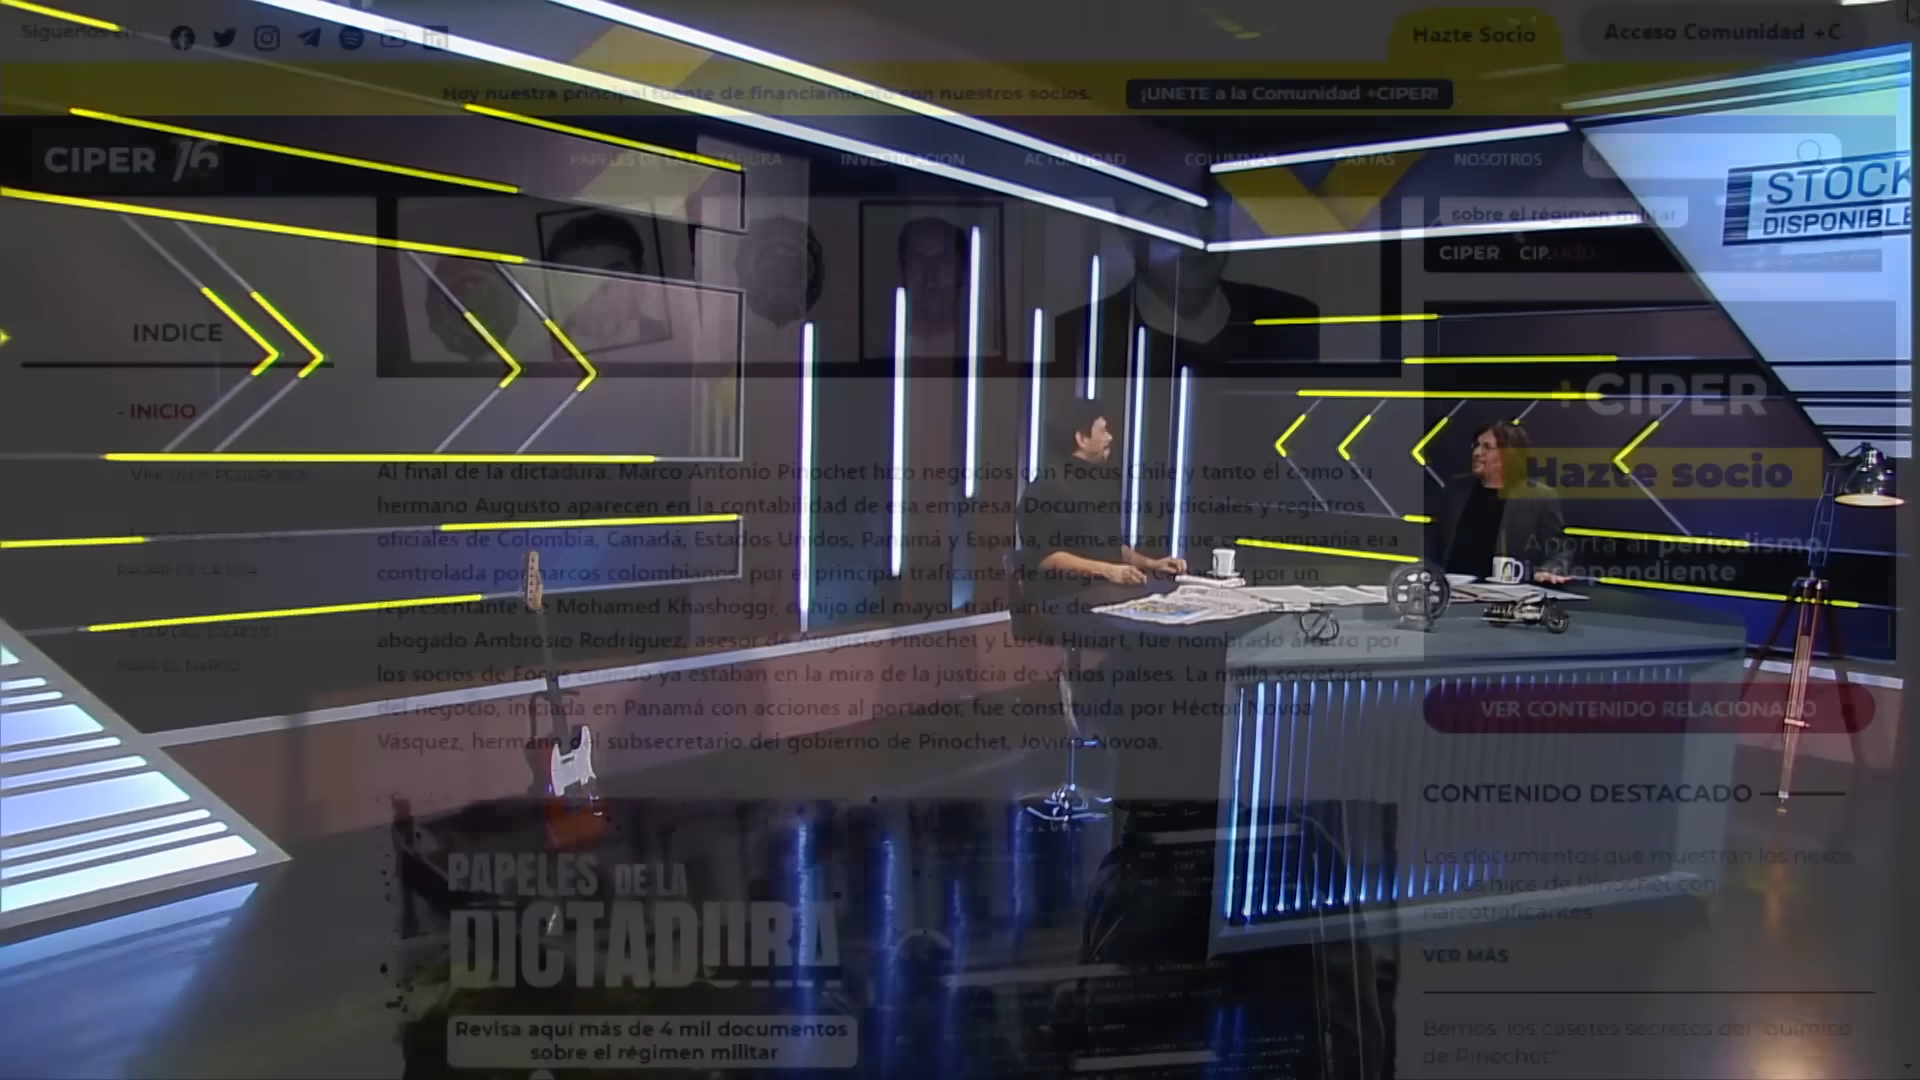 Síguenos en
Hazte Socio
Acceso Comunidad +C
Hoy nuestra principal fuente de financiamiento son nuestros socios.
¡ÚNETE a la Comunidad +CIPER!
CIPER 16
PAPELES DE LA DICTADURA
INVESTIGACIÓN
ACTUALIDAD
COLUMNAS
CARTAS
NOSOTROS
STOCK
DISPONIBLE
sobre el régimen militar
CIPER
INDICE
- INICIO
Al final de la dictadura, Marco Antonio Pinochet hizo negocios con Focus Chile y tanto él como su
hermano Augusto aparecen en la contabilidad de esa empresa. Documentos judiciales y registros
oficiales de Colombia, Canadá, Estados Unidos, Panamá y España, demuestran que esa compañía era
controlada por narcos colombianos, por el principal traficante de drogas por un
representante de Mohamed Khashoggi, hijo del mayor traficante de
abogado Ambrosio Rodríguez, asesor de Augusto Pinochet y Lucía Hiriart, fue nombrado árbitro por
los socios de Focus cuando ya estaban en la mira de la justicia de varios países. La malla societaria
del negocio, iniciada en Panamá con acciones al portador, fue constituida por Héctor Novoa
Vásquez, hermano del subsecretario del gobierno de Pinochet, Jovino Novoa.
+CIPER
Hazte socio
Aporta al periodismo
independiente
VER CONTENIDO RELACIONADO
CONTENIDO DESTACADO
Los documentos que muestran los nexos
de los hijos de Pinochet con
narcotraficantes
VER MÁS
Berríos: los casetes secretos del "químico
de Pinochet"
PAPELES DE LA
DICTADURA
Revisa aquí más de 4 mil documentos
sobre el régimen militar